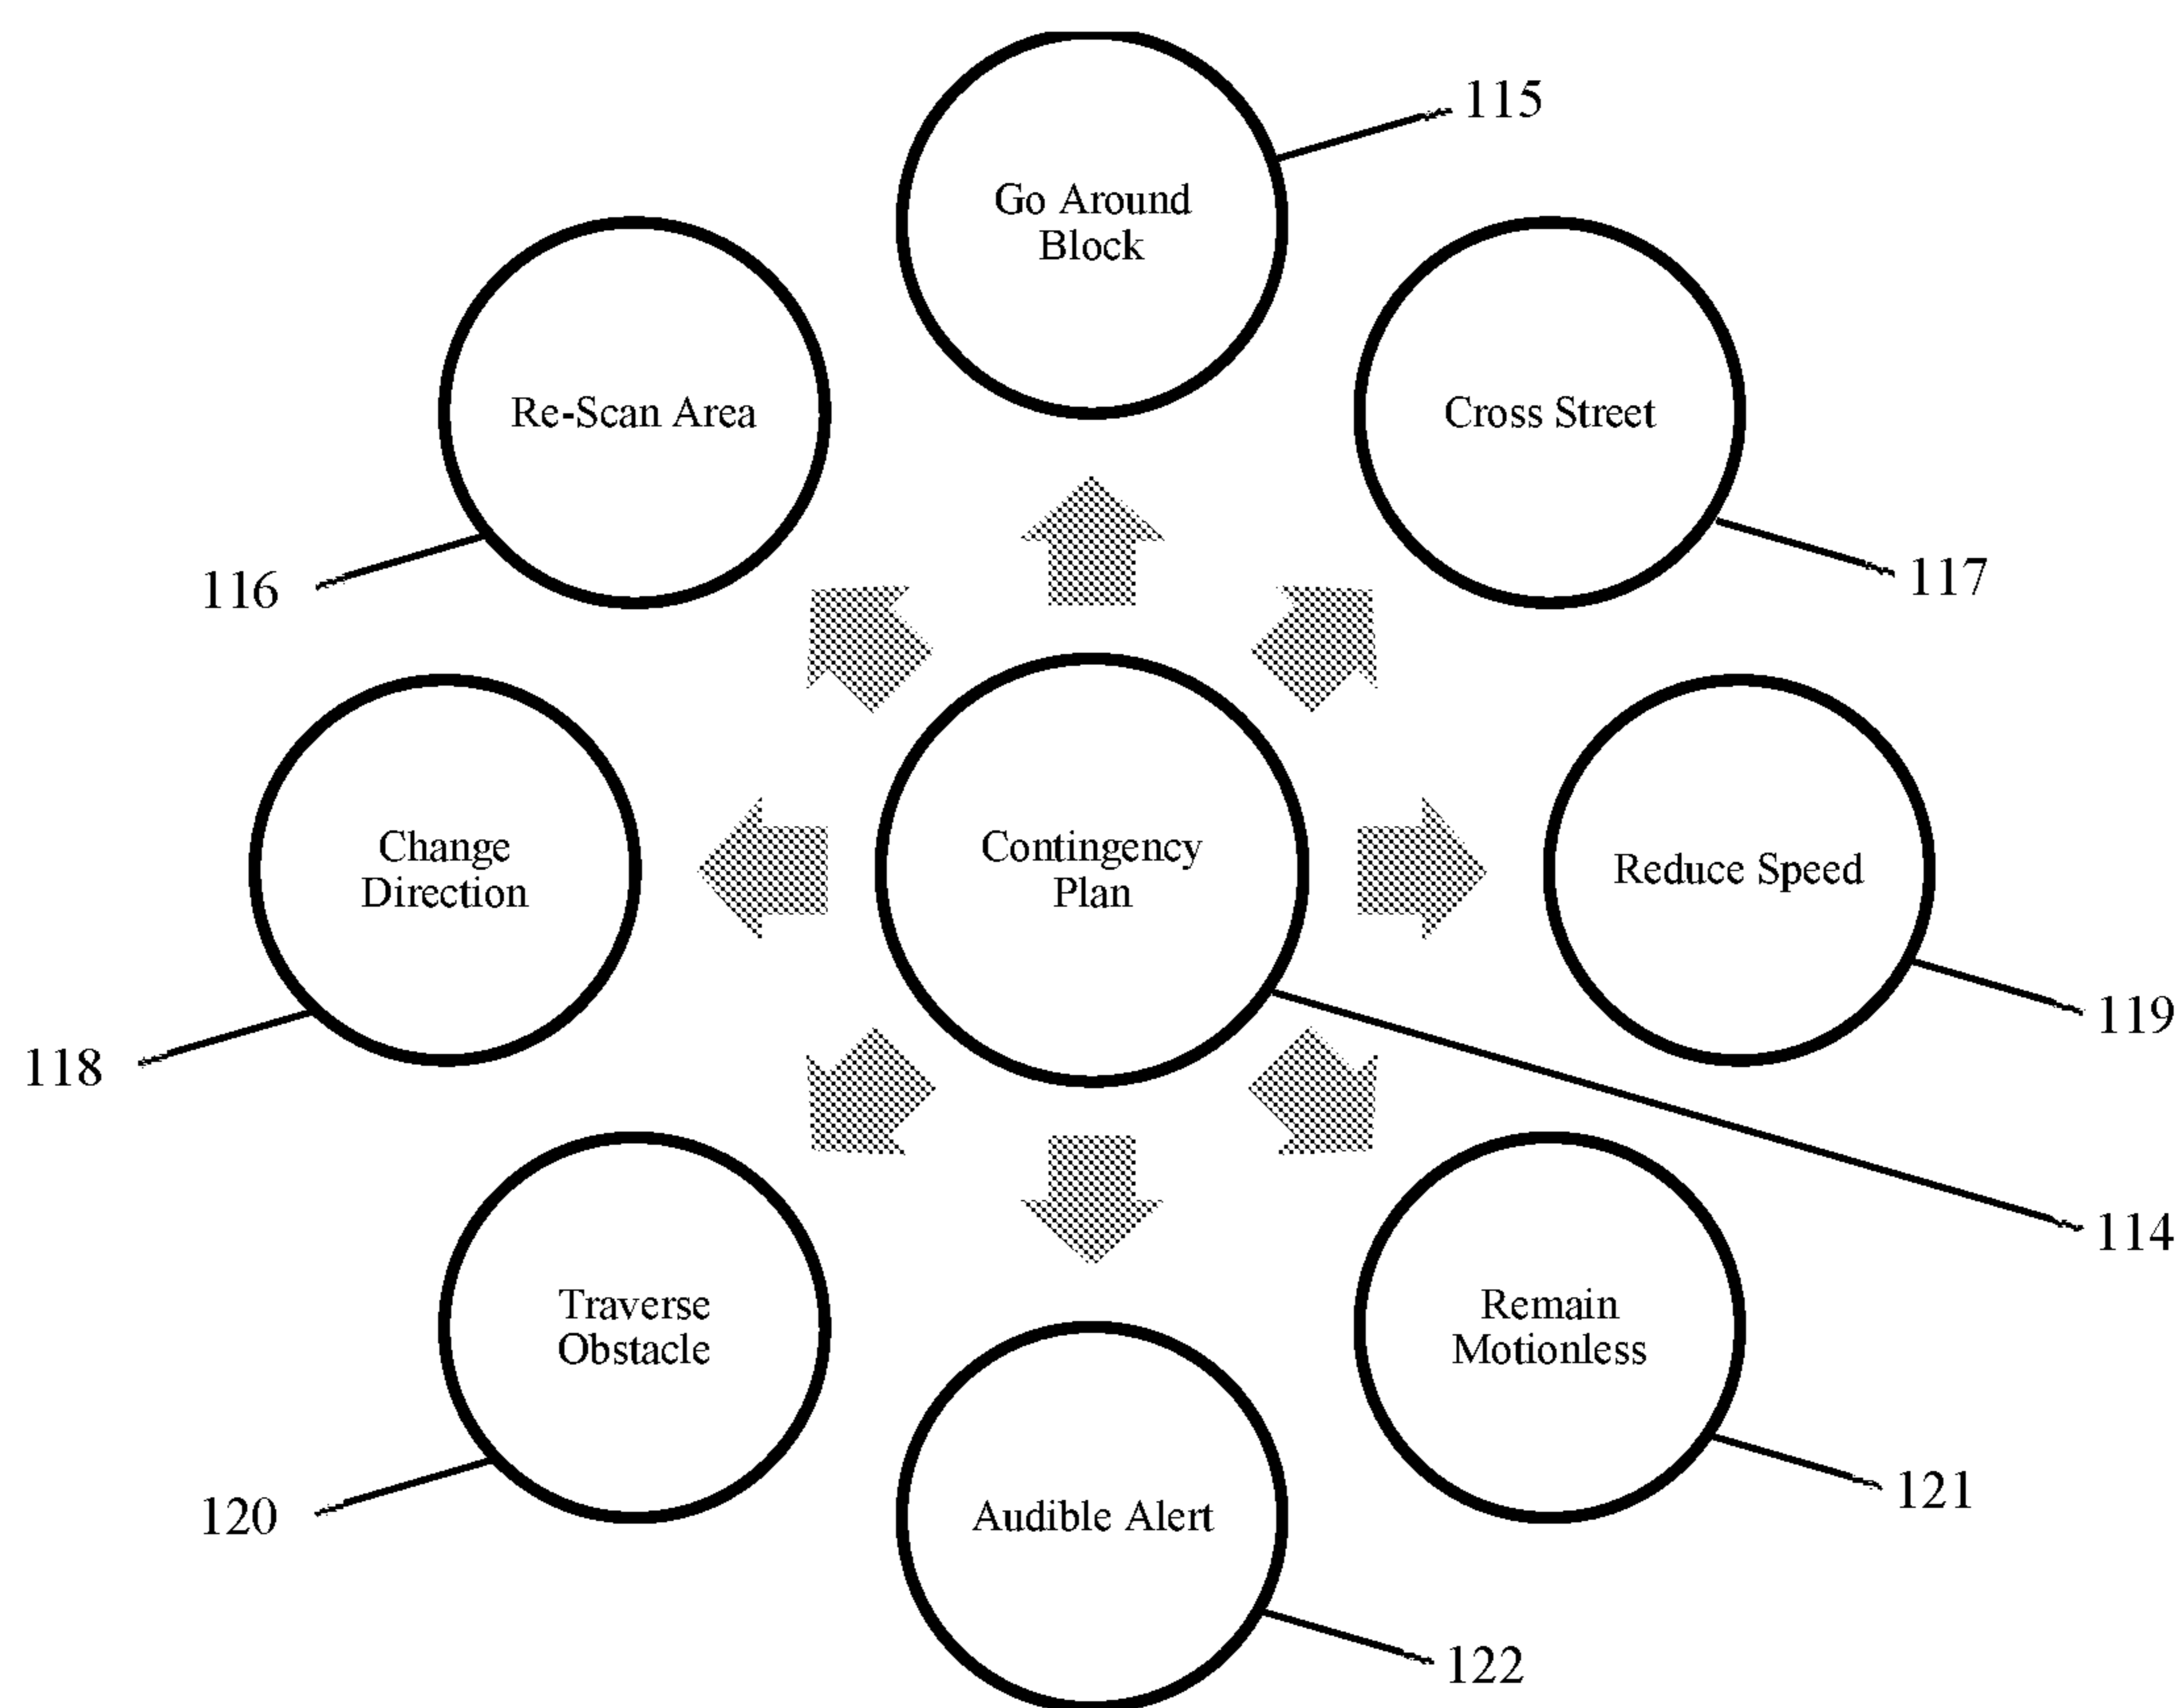 115
Go Around
Block
Re-Scan Area
Cross Street
116
117
Change
Direction
Contingency
Plan
Reduce Speed
118
119
114
Traverse
Obstacle
Remain
Motionless
120
Audible Alert
121
122